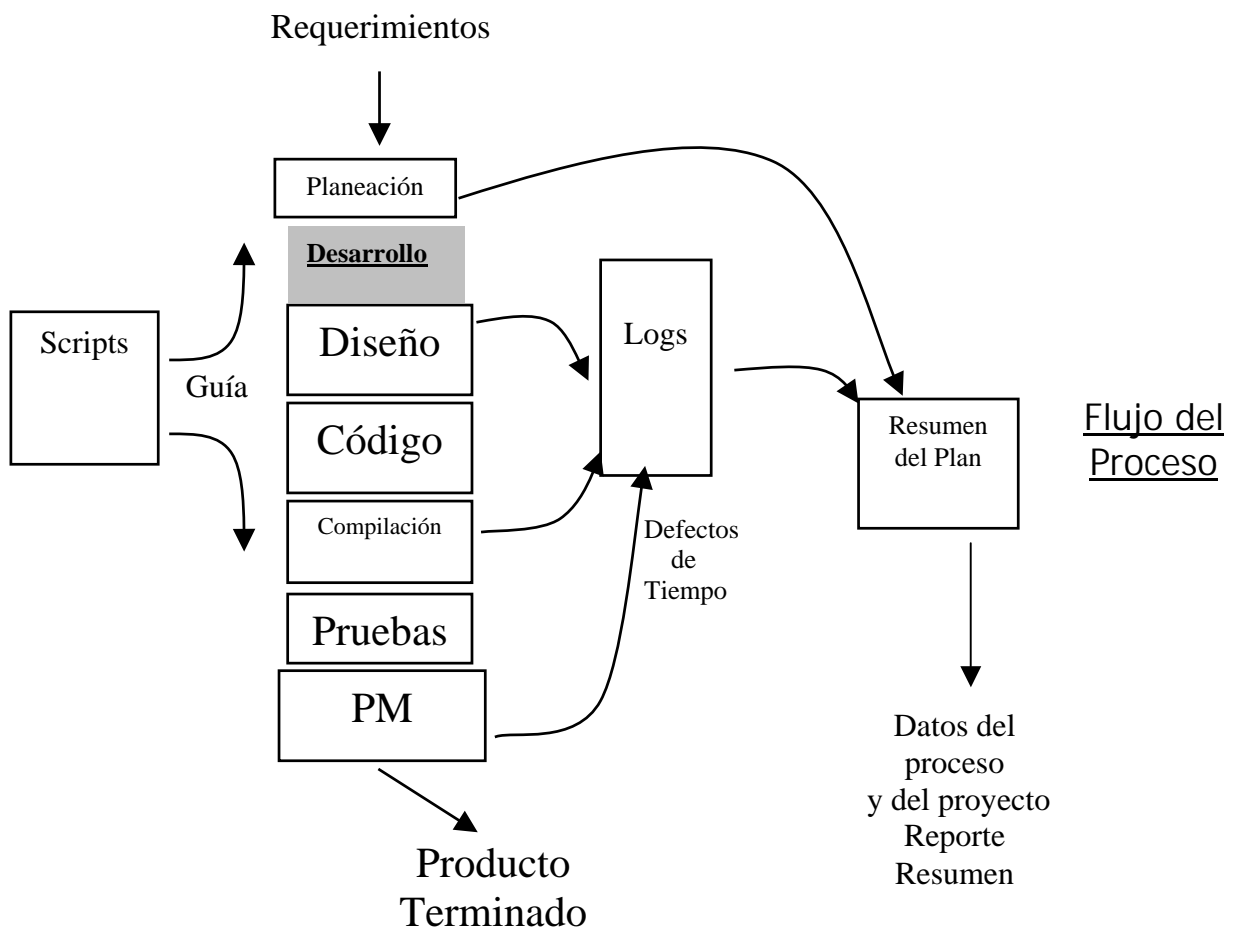 Requerimientos
Planeación
Desarrollo
Scripts
Guía
Diseño
Código
Compilación
Pruebas
PM
Logs
Defectos
de
Tiempo
Resumen
del Plan
Flujo del
Proceso
Datos del
proceso
y del proyecto
Reporte
Resumen
Producto
Terminado